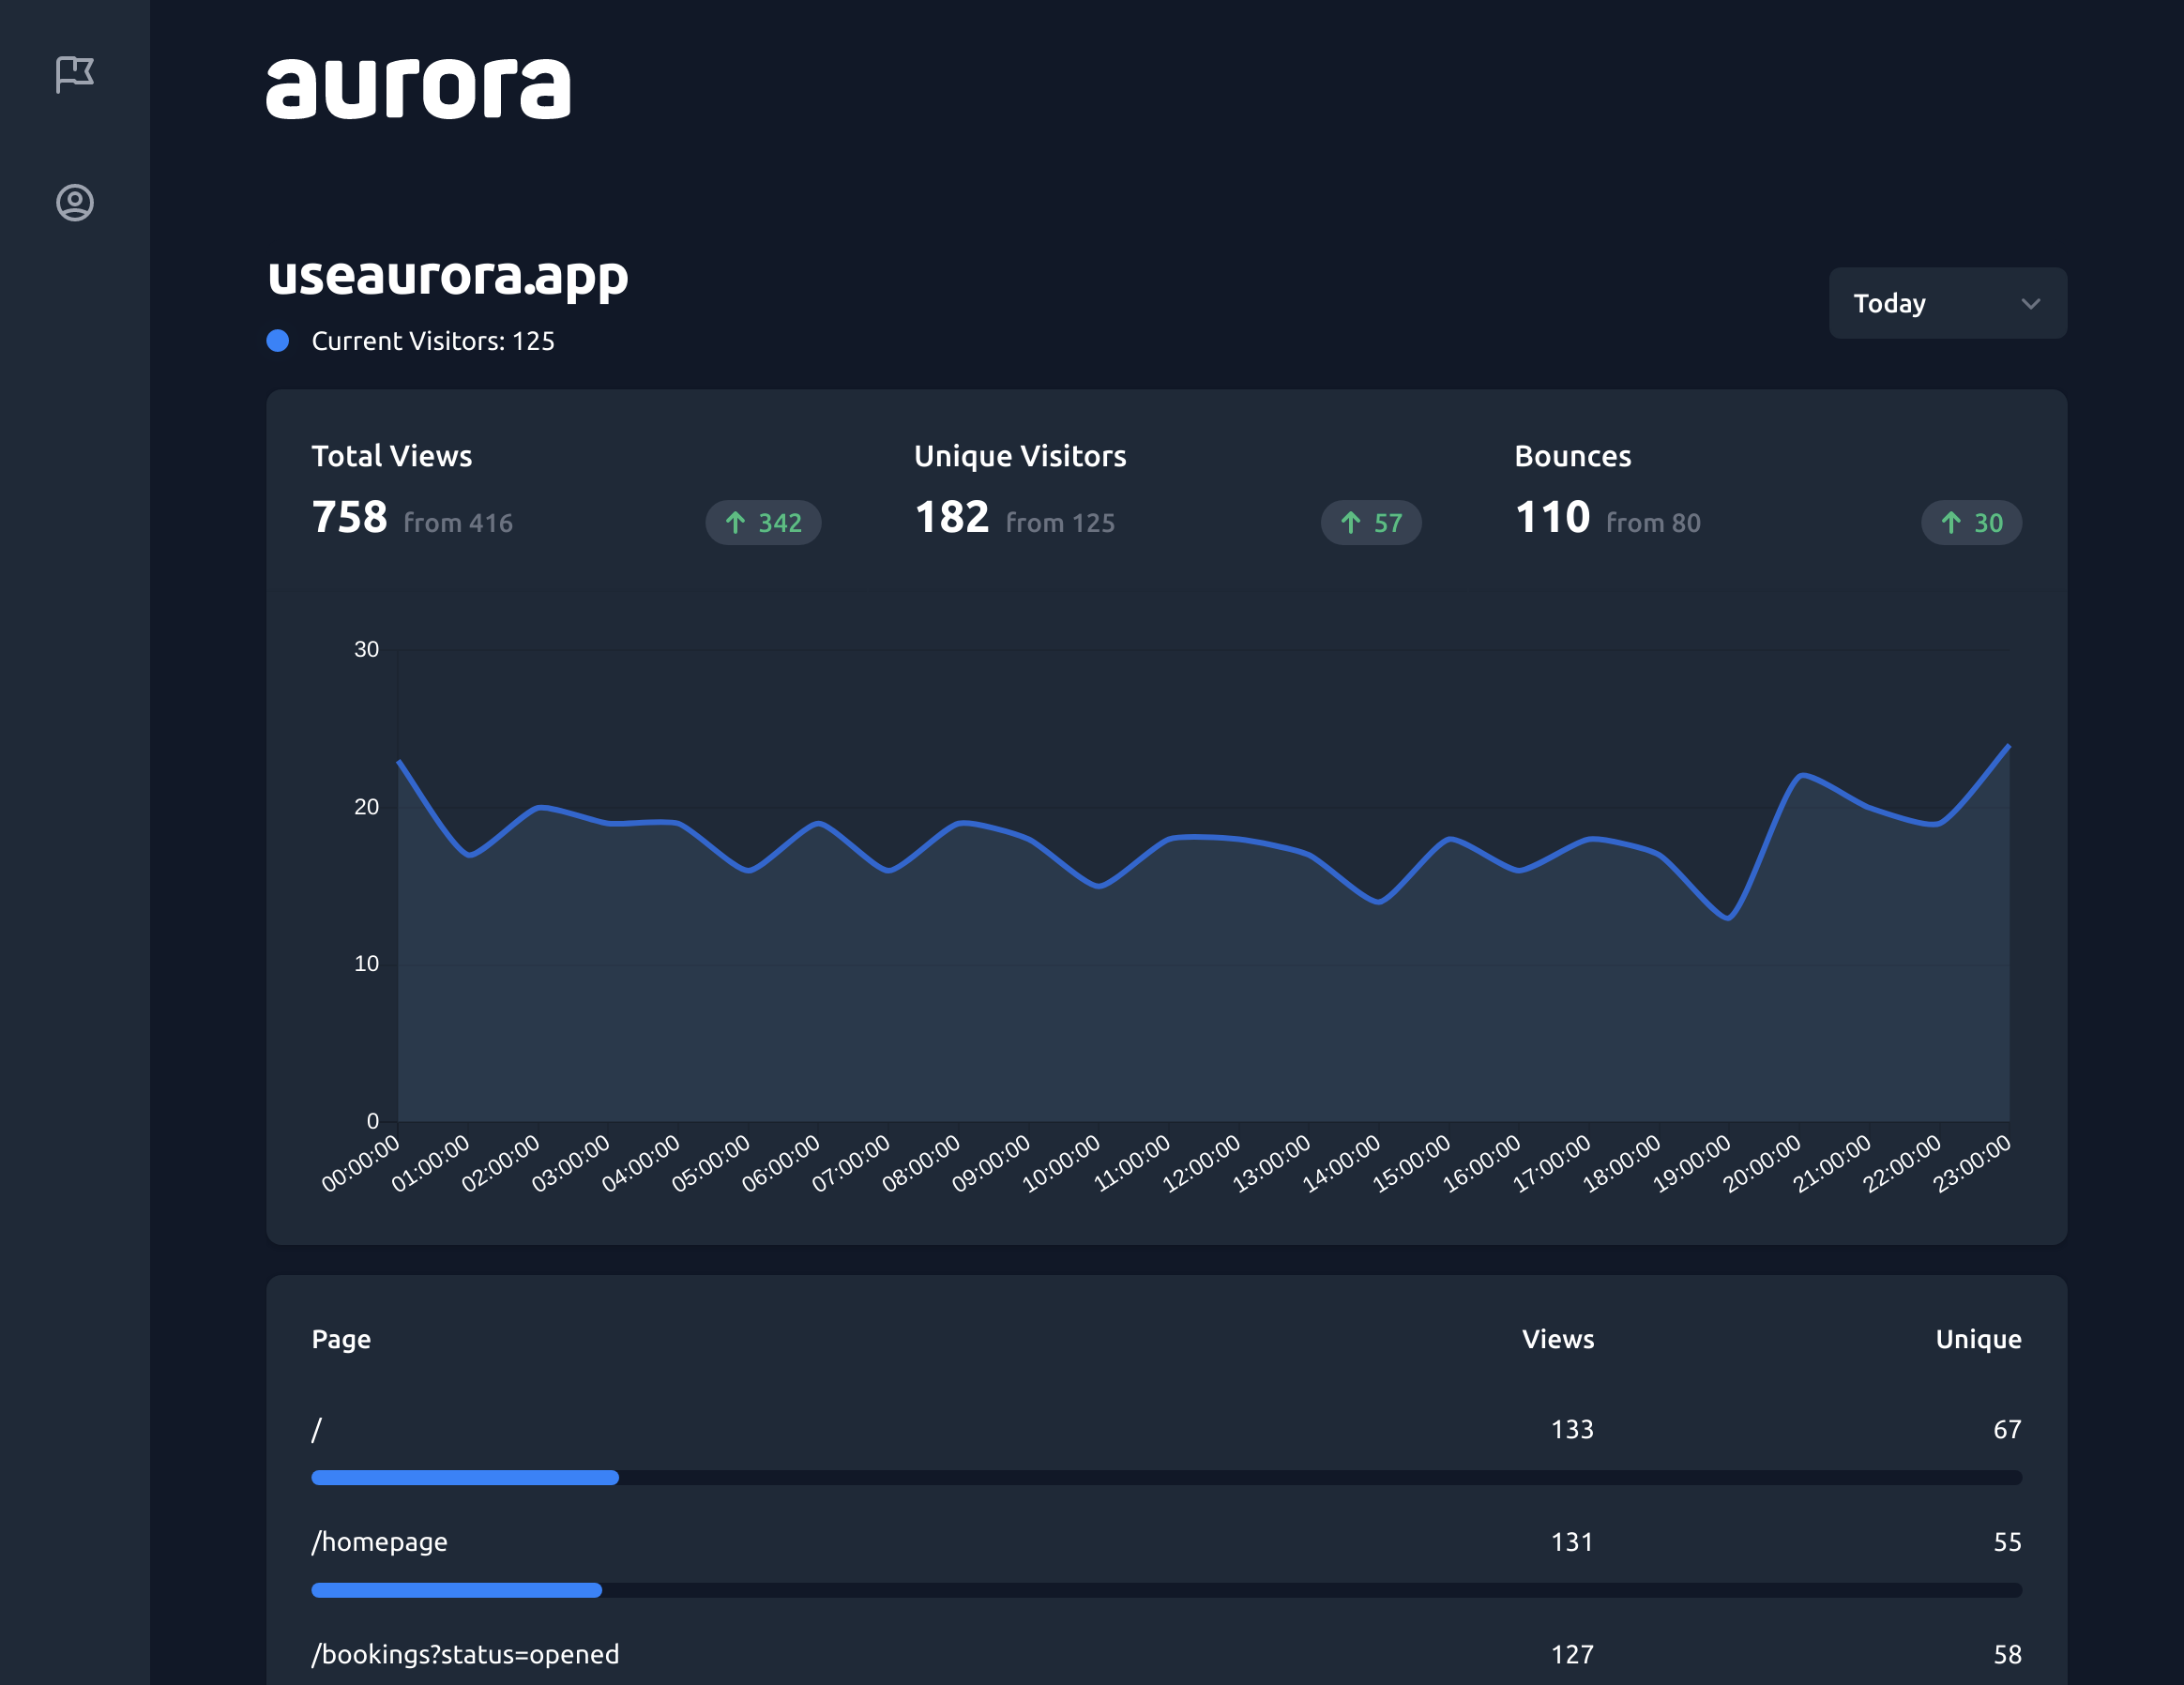 aurora
useaurora.app
Today
Current Visitors: 125
Total Views
Unique Visitors
Bounces
758 from 416
342
182 from 125
57
110 from 80
30
30
20
10
0
00:00:00 01:00:00 02:00:00 03:00:00 04:00:00 05:00:00 06:00:00 07:00:00 08:00:00 09:00:00 10:00:00 11:00:00 12:00:00 13:00:00 14:00:00 15:00:00 16:00:00 17:00:00 18:00:00 19:00:00 20:00:00 21:00:00 22:00:00 23:00:00
Page Views Unique
/ 133 67
/homepage 131 55
/bookings?status=opened 127 58